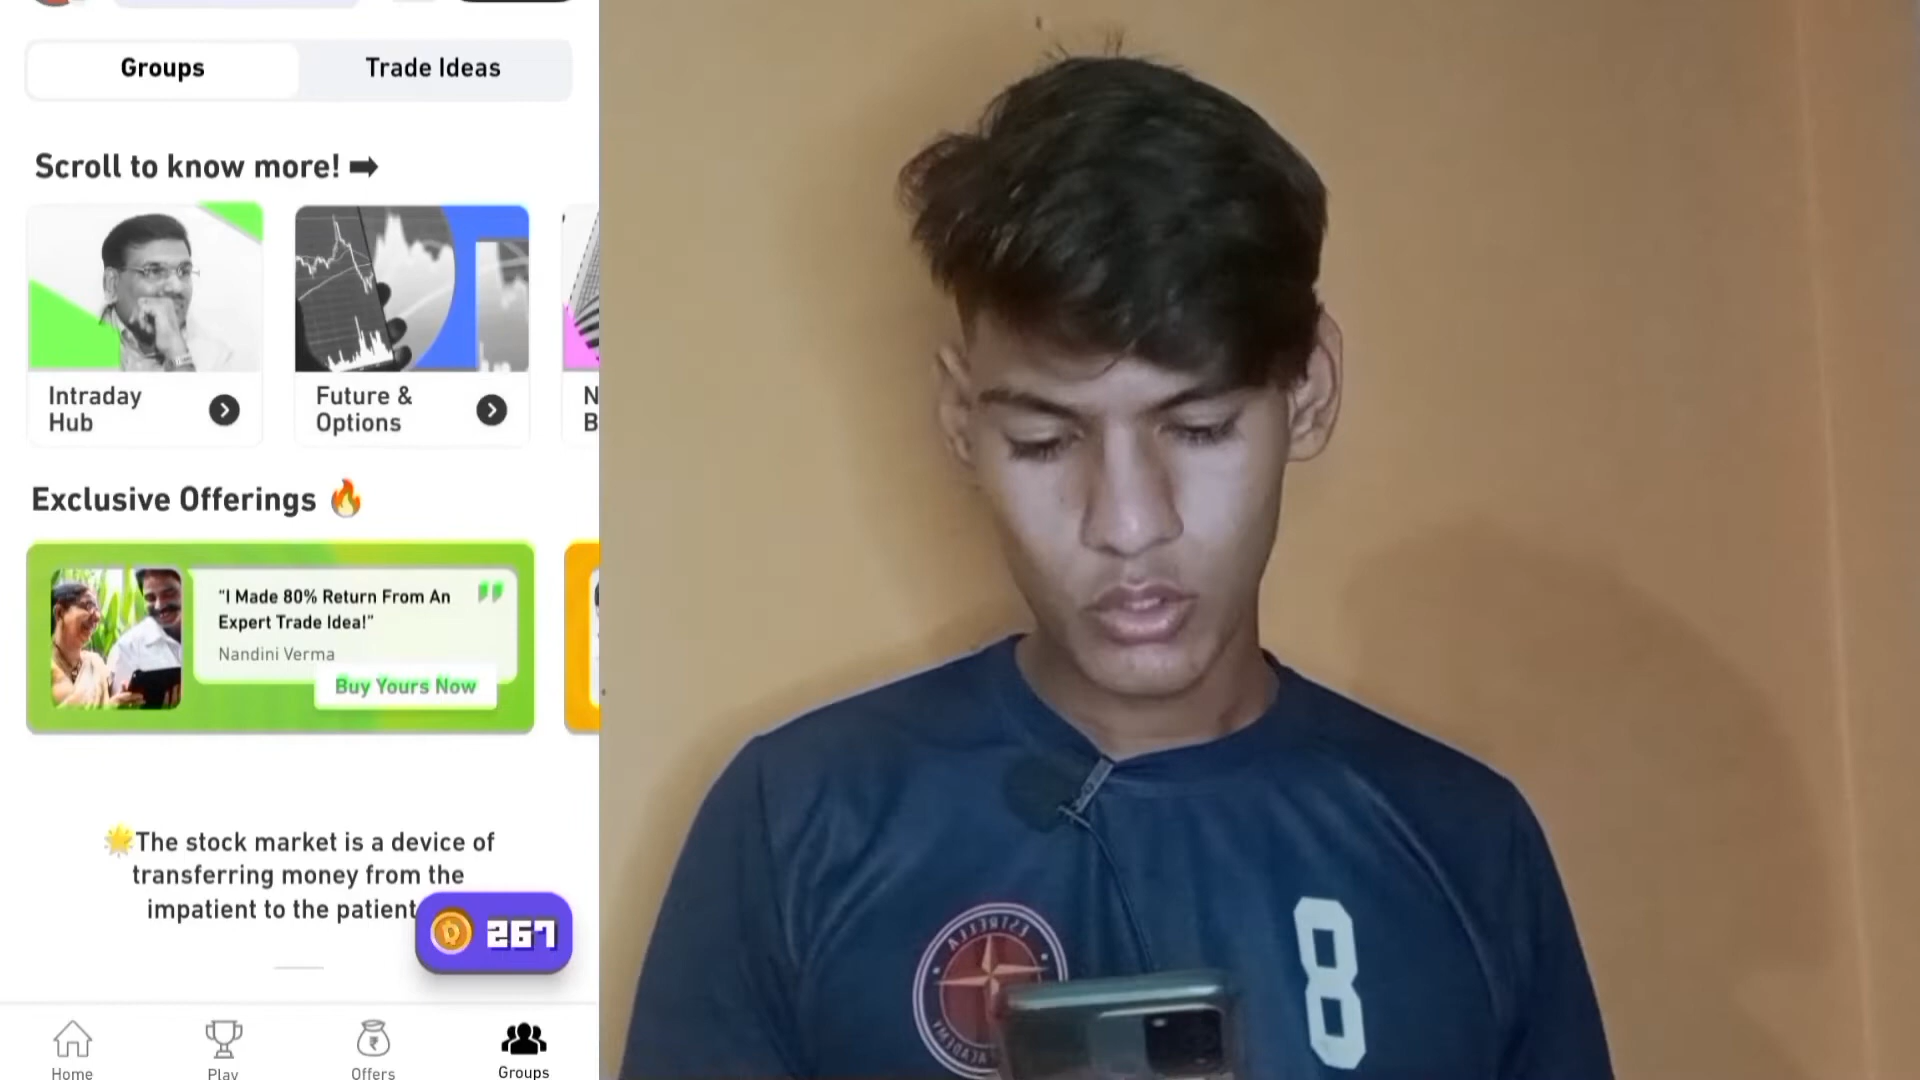 Groups
Trade Ideas
Scroll to know more! ➡
Intraday
Hub
Future &
Options
N
B
Exclusive Offerings 🔥
"I Made 80% Return From An
Expert Trade Idea!"
Nandini Verma
Buy Yours Now
🌟The stock market is a device of
transferring money from the
impatient to the patient
267
Home
Play
Offers
Groups
ESTRELLA
ACADEMY
8